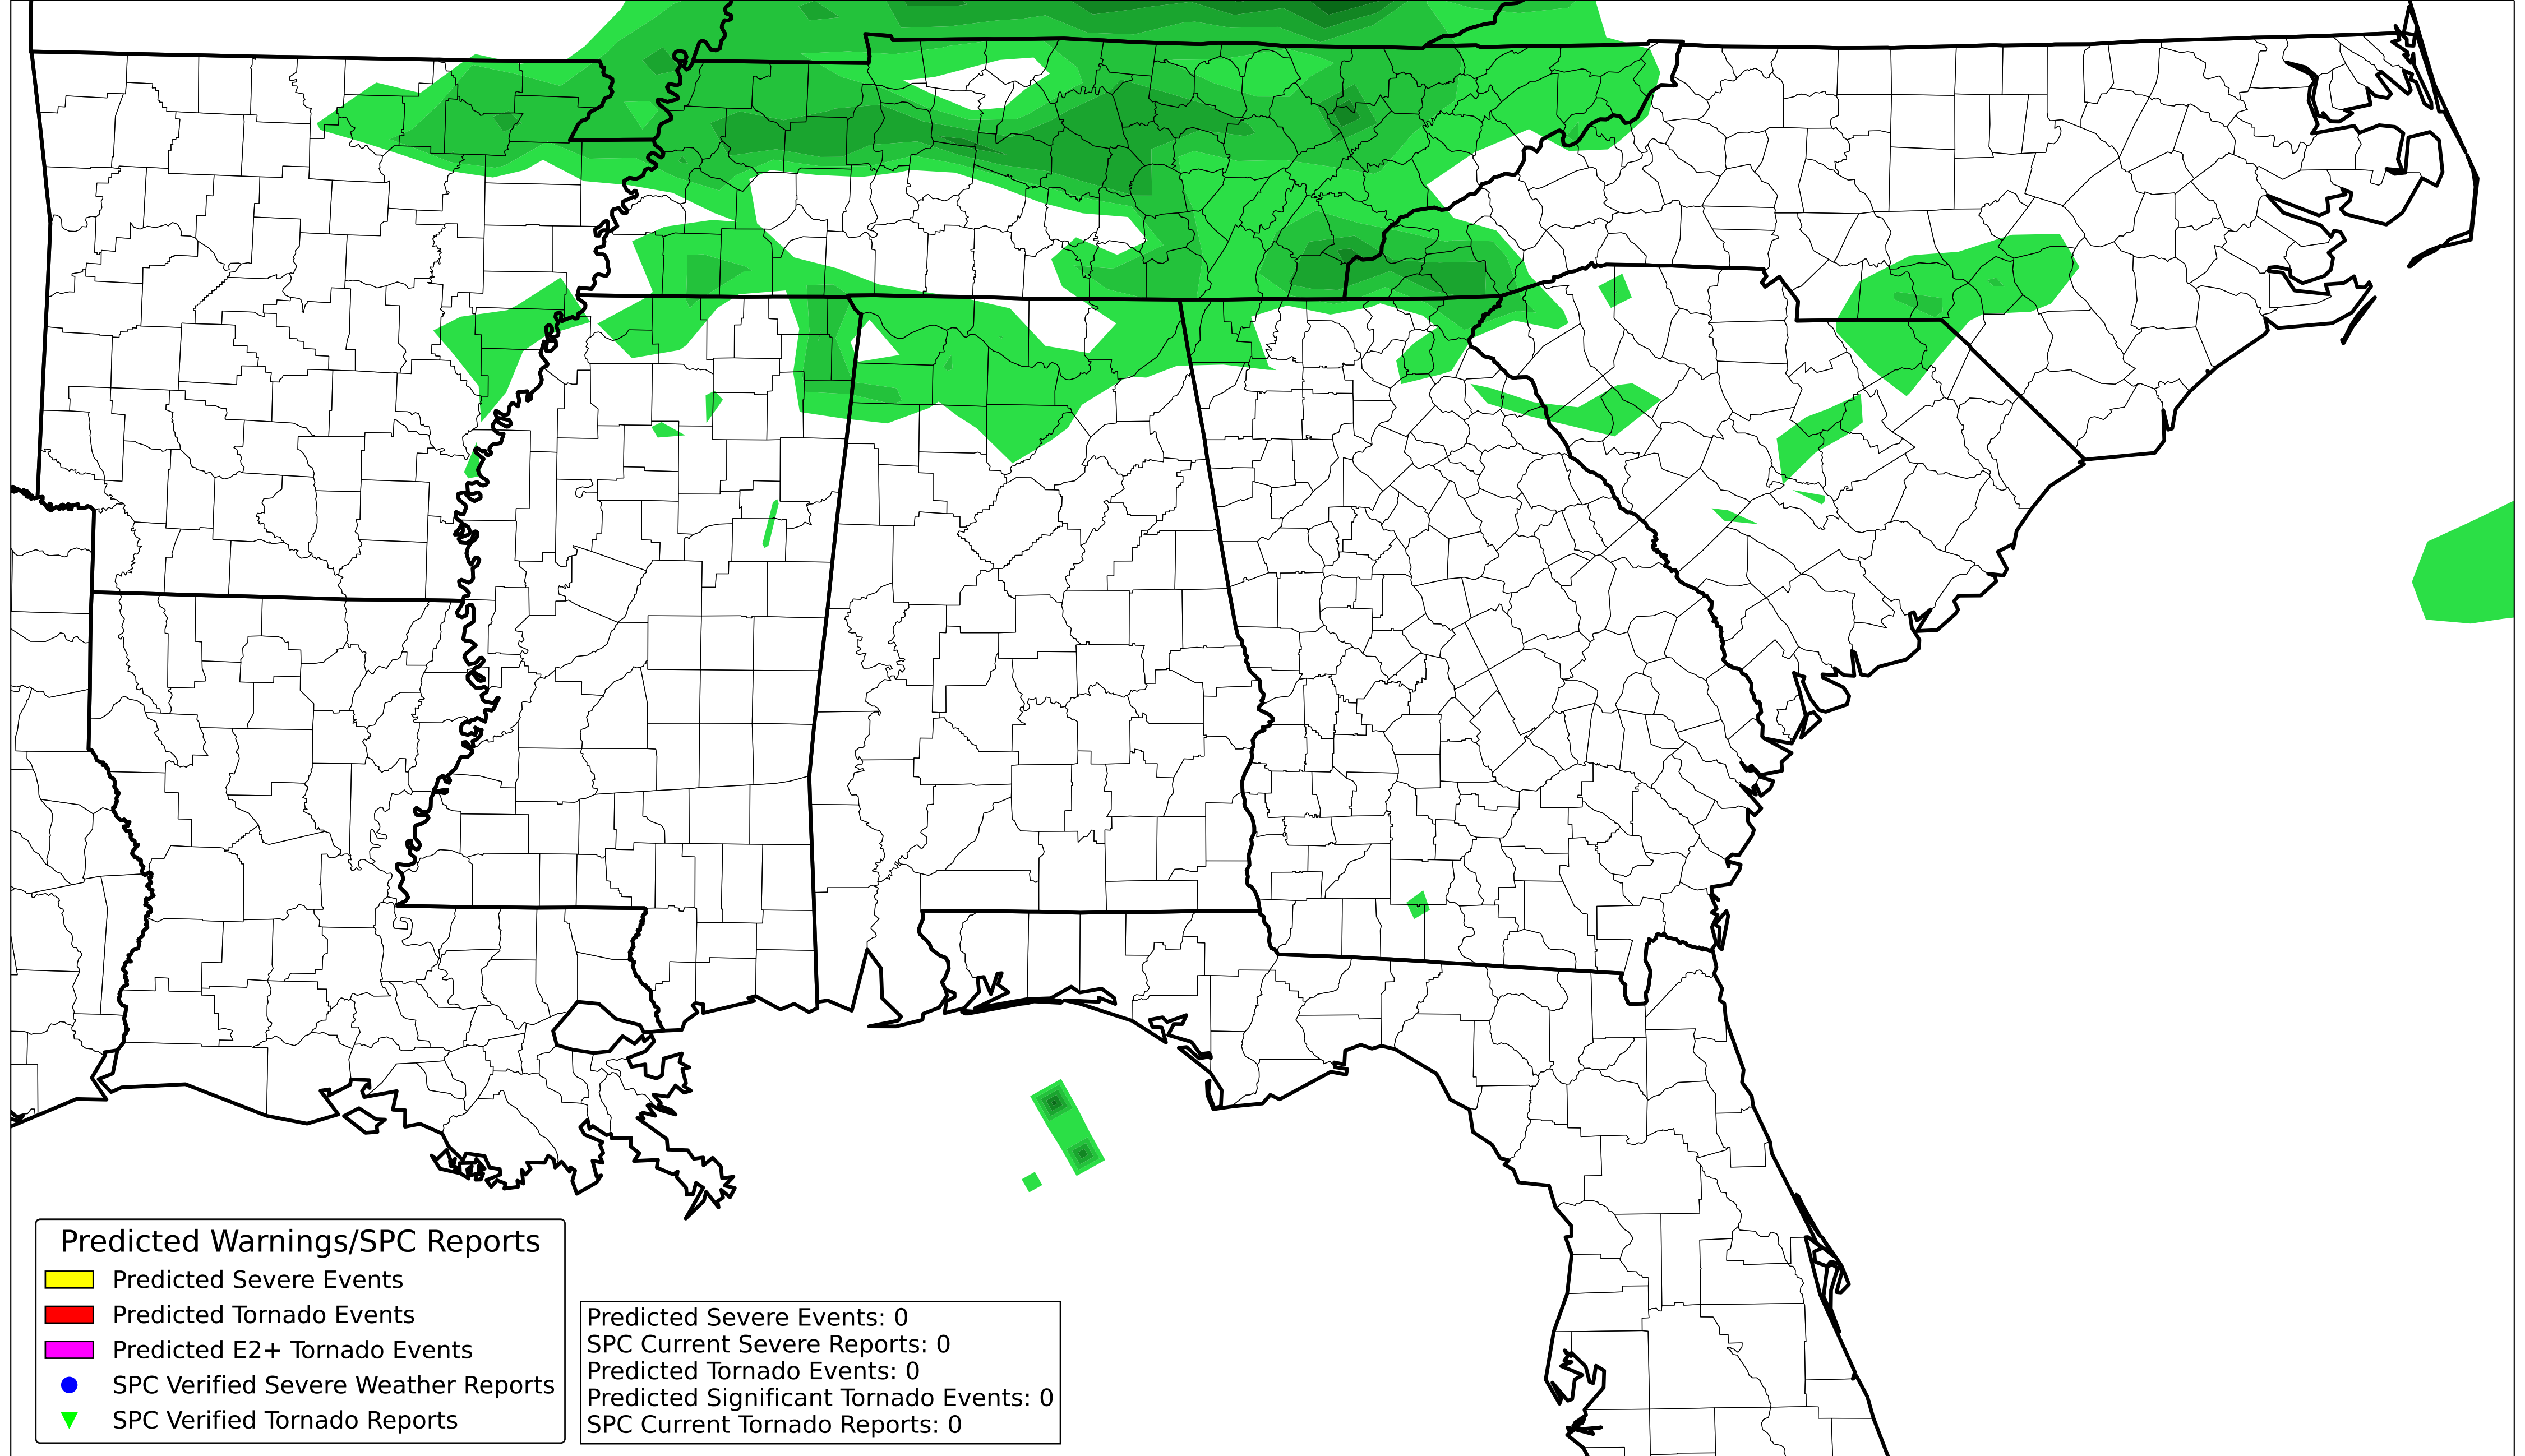 Predicted Warnings/SPC Reports
Predicted Severe Events
Predicted Tornado Events
Predicted E2+ Tornado Events
SPC Verified Severe Weather Reports
SPC Verified Tornado Reports
Predicted Severe Events: 0
SPC Current Severe Reports: 0
Predicted Tornado Events: 0
Predicted Significant Tornado Events: 0
SPC Current Tornado Reports: 0